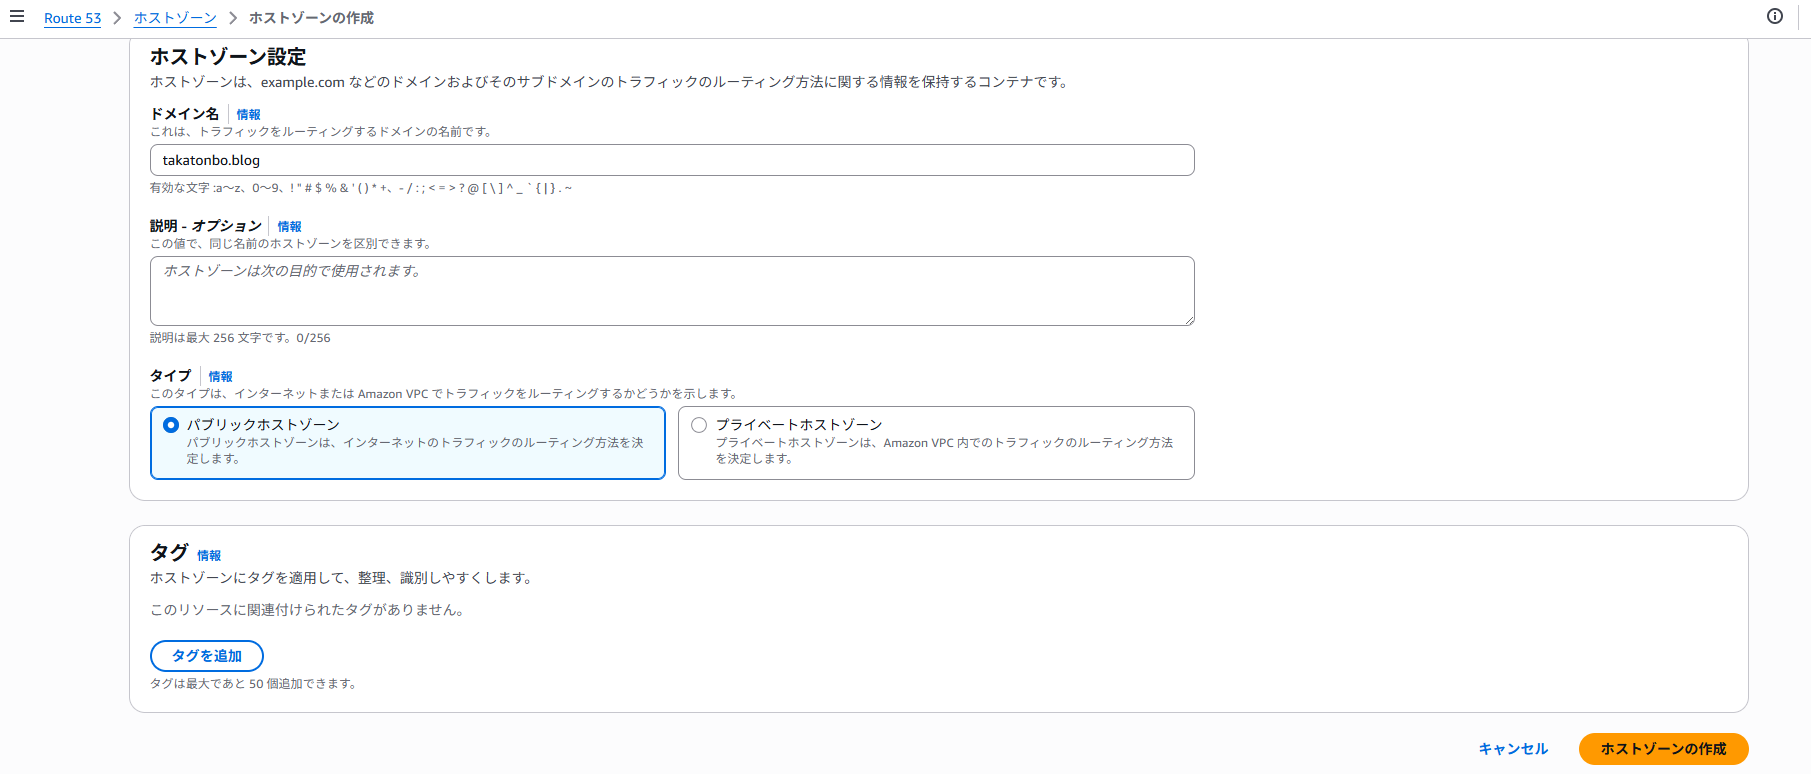 Route 53 > ホストゾーン > ホストゾーンの作成
ホストゾーン設定
ホストゾーンは、example.com などのドメインおよびそのサブドメインのトラフィックのルーティング方法に関する情報を保持するコンテナです。
ドメイン名 情報
これは、トラフィックをルーティングするドメインの名前です。
takatonbo.blog
有効な文字 :a～z、0～9、! " # $ % & ' ( ) * +、- / : ; < = > ? @ [ \ ] ^ _ ` { | } . ~
説明 - オプション 情報
この値で、同じ名前のホストゾーンを区別できます。
ホストゾーンは次の目的で使用されます。
説明は最大 256 文字です。0/256
タイプ 情報
このタイプは、インターネットまたは Amazon VPC でトラフィックをルーティングするかどうかを示します。
パブリックホストゾーン
パブリックホストゾーンは、インターネットのトラフィックのルーティング方法を決
定します。
プライベートホストゾーン
プライベートホストゾーンは、Amazon VPC 内でのトラフィックのルーティング方法
を決定します。
タグ 情報
ホストゾーンにタグを適用して、整理、識別しやすくします。
このリソースに関連付けられたタグがありません。
タグを追加
タグは最大であと 50 個追加できます。
キャンセル
ホストゾーンの作成